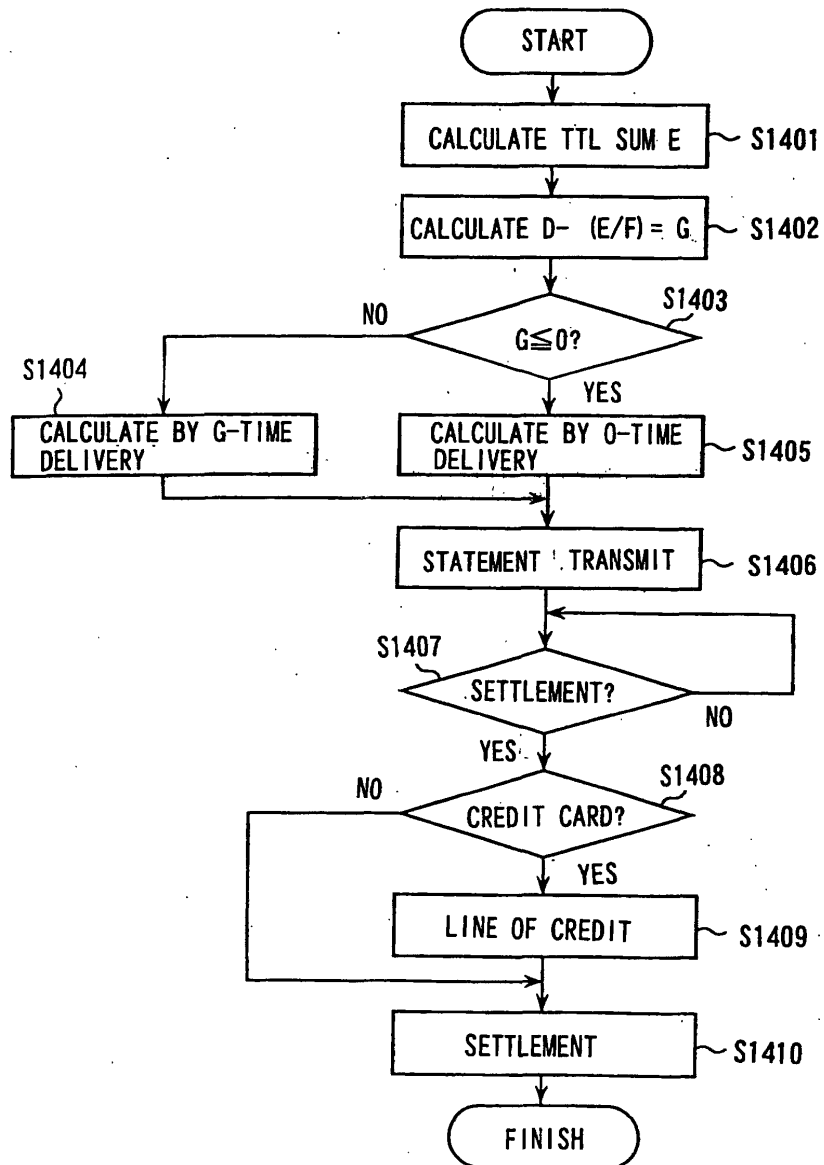 START
CALCULATE TTL SUM E
S1401
CALCULATE D- (E/F)= G
S1402
S1403
NO
G≦0?
S1404
YES
CALCULATE BY G-TIME
DELIVERY
CALCULATE BY 0-TIME
DELIVERY
S1405
STATEMENT TRANSMIT
S1406
S1407
SETTLEMENT?
NO
YES
S1408
NO
CREDIT CARD?
YES
LINE OF CREDIT
S1409
SETTLEMENT
S1410
FINISH